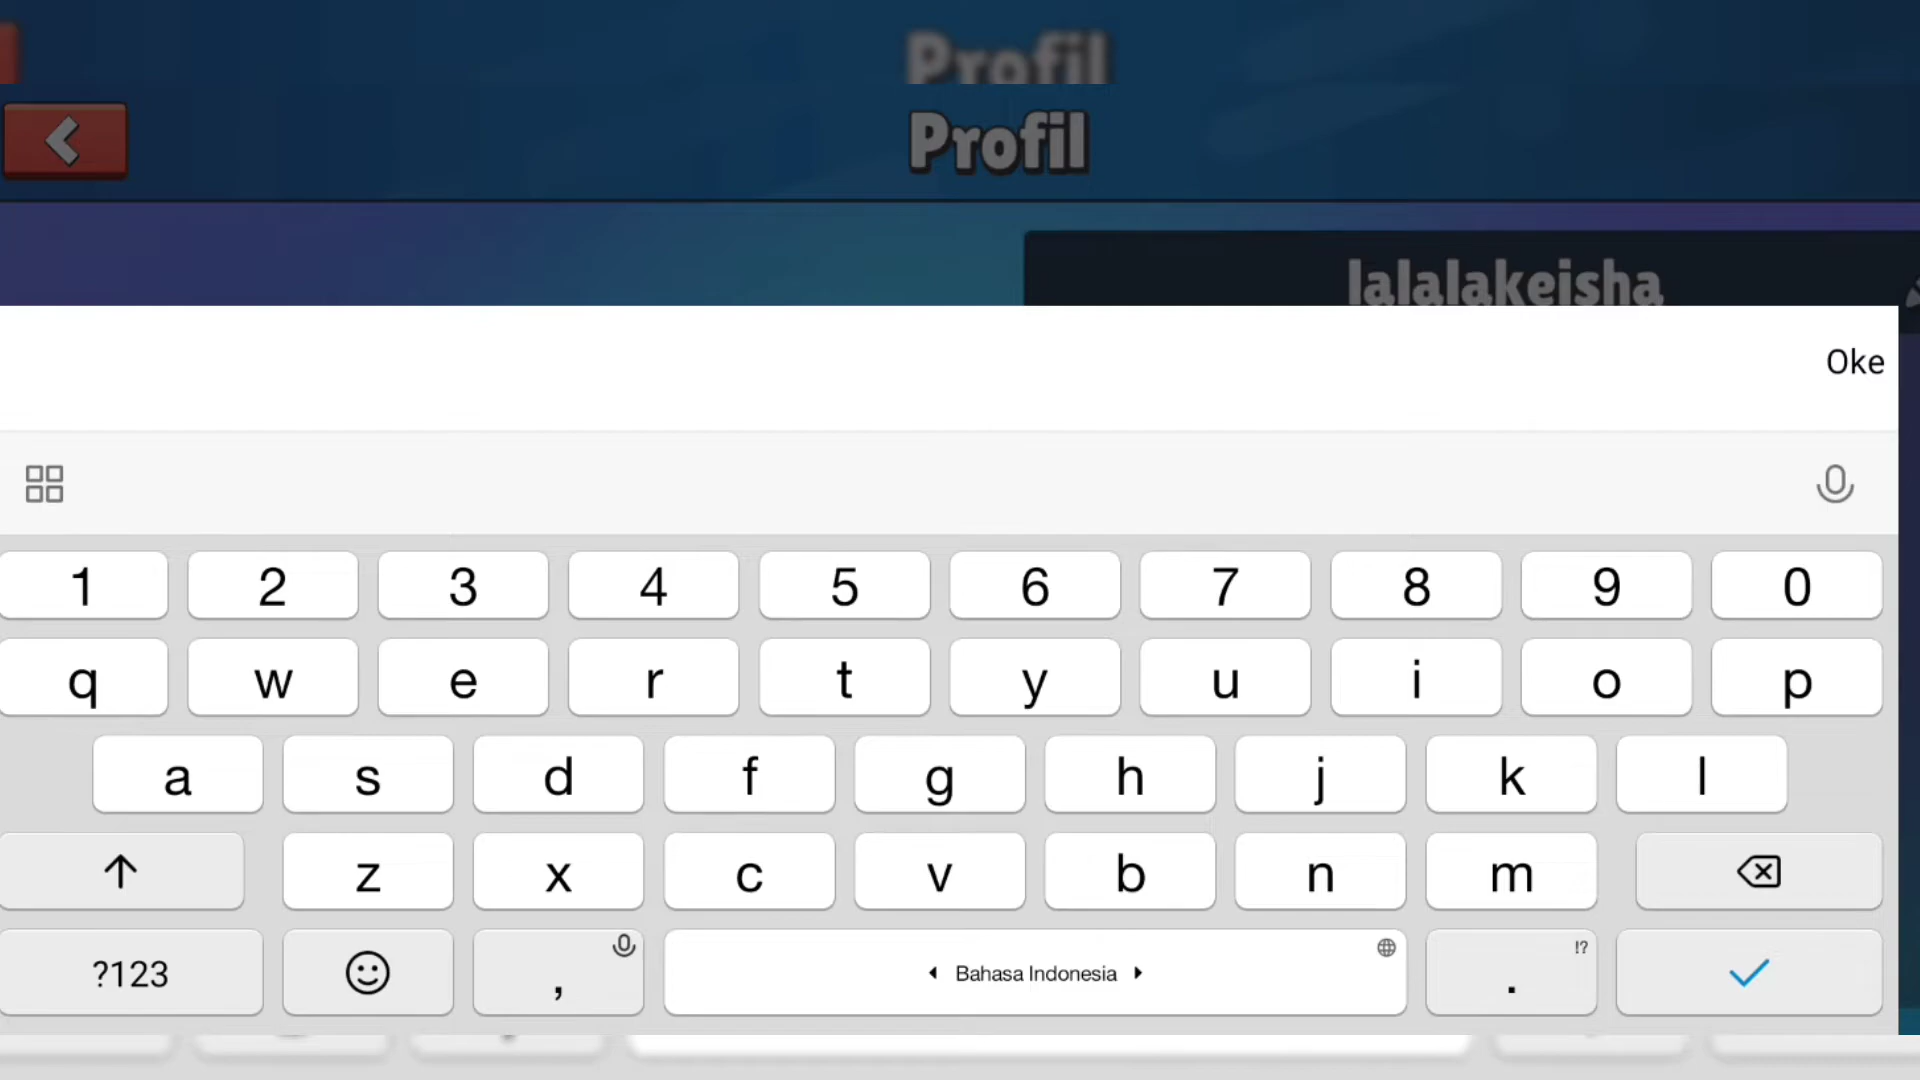 Profil
Profil
lalalakeisha
Oke
1 2 3 4 5 6 7 8 9 0
q w e r t y u i o p
a s d f g h j k l
z x c v b n m
?123 , Bahasa Indonesia . !?